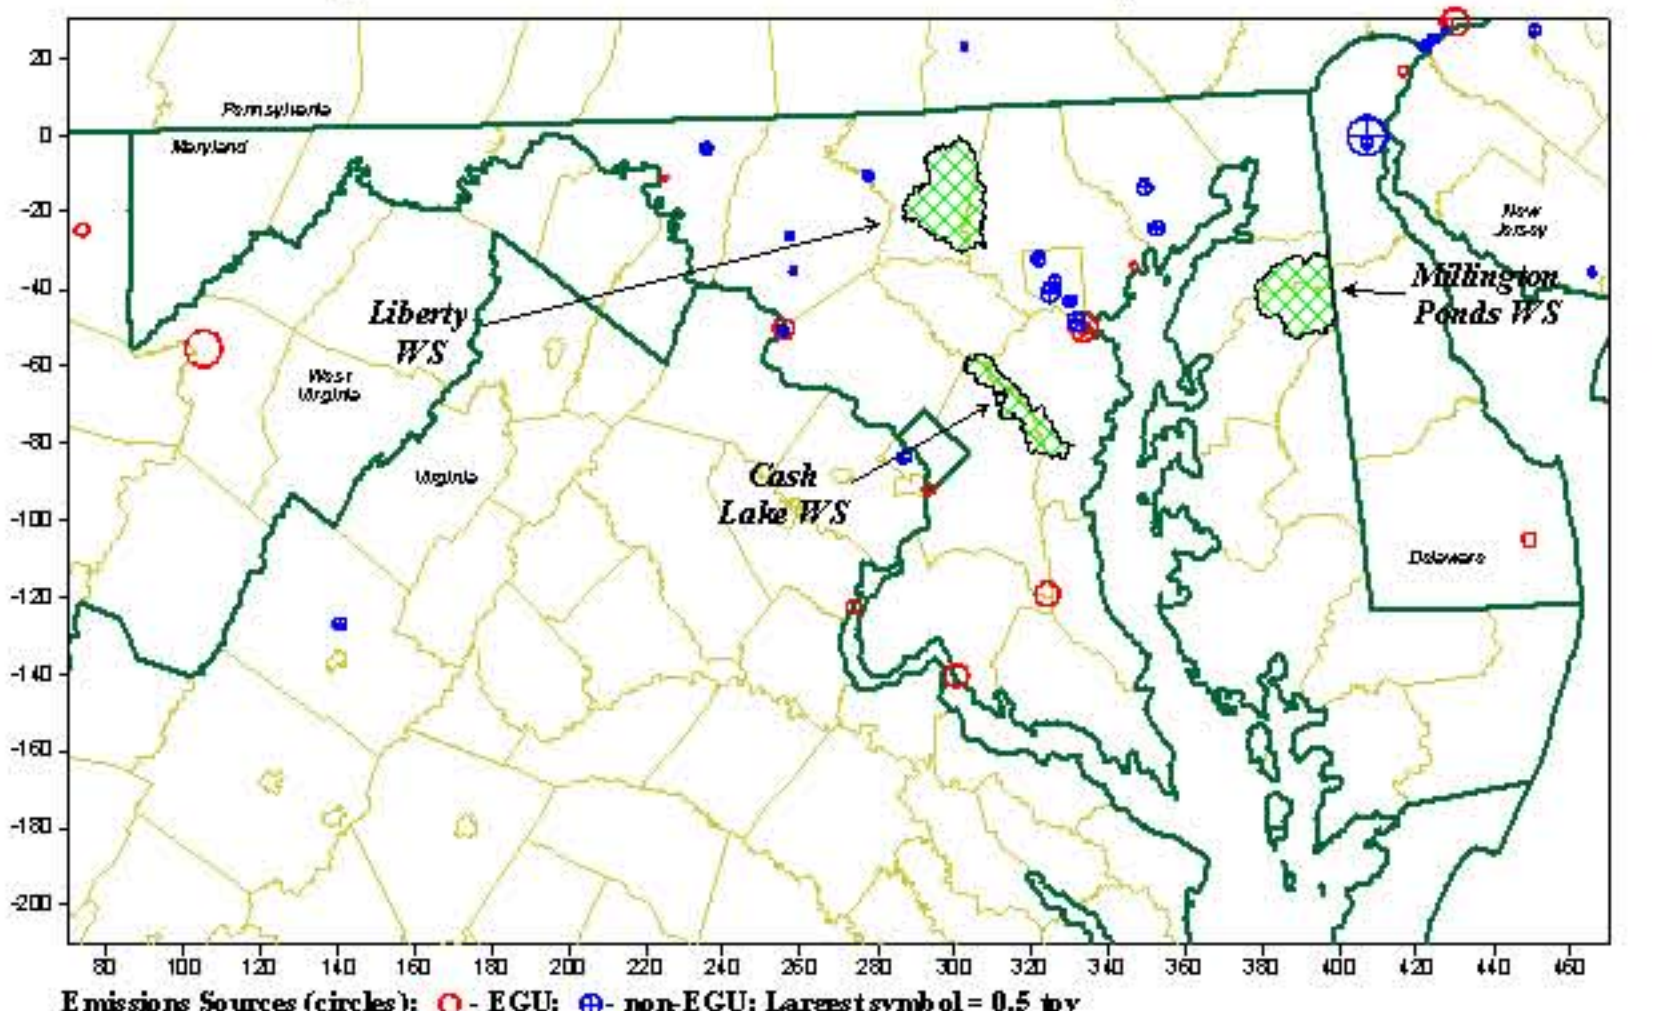 20
0
-20
-40
-60
-80
-100
-120
-140
-160
-180
-200
Pennsylvania
Maryland
New
Jersey
Liberty
WS
Millington
Ponds WS
West
Virginia
Virginia
Cash
Lake WS
Delaware
80 100 120 140 160 180 200 220 240 260 280 300 320 340 360 380 400 420 440 460
Emissions Sources (circles): - EGU; - non-EGU; Largest symbol = 0.5 tpy